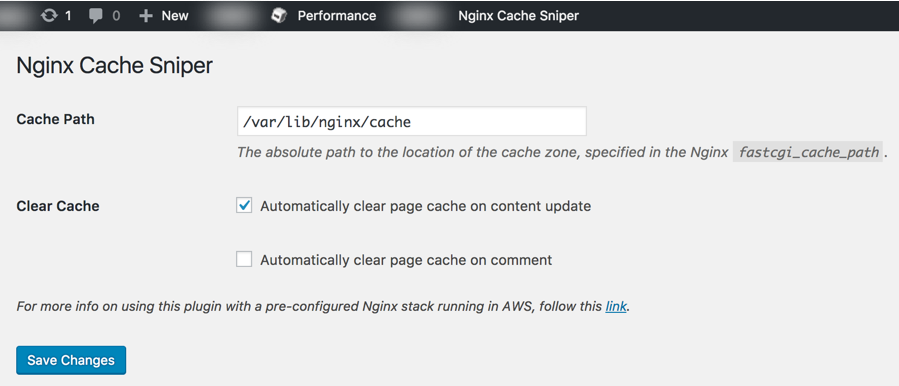 1 0 New Performance Nginx Cache Sniper
Nginx Cache Sniper
Cache Path /var/lib/nginx/cache
The absolute path to the location of the cache zone, specified in the Nginx fastcgi_cache_path.
Clear Cache Automatically clear page cache on content update
Automatically clear page cache on comment
For more info on using this plugin with a pre-configured Nginx stack running in AWS, follow this link.
Save Changes